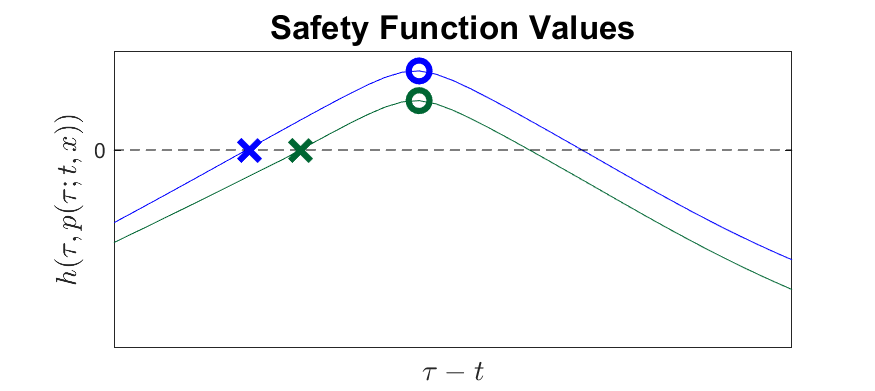 Safety Function Values
h(τ, p(τ; t, x))
0
τ − t